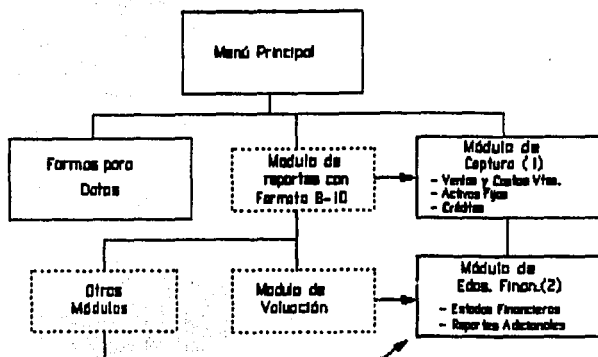 Menú Principal
Formas para
Datos
Modulo de
reportes con
Formato B-10
Módulo de
Captura (1)
- Ventas y Costos Vtas.
- Activos Fijos
- Créditos
Otros
Módulos
Modulo de
Valuación
Módulo de
Edos. Finan.(2)
- Estados Financieros
- Reportes Adicionales